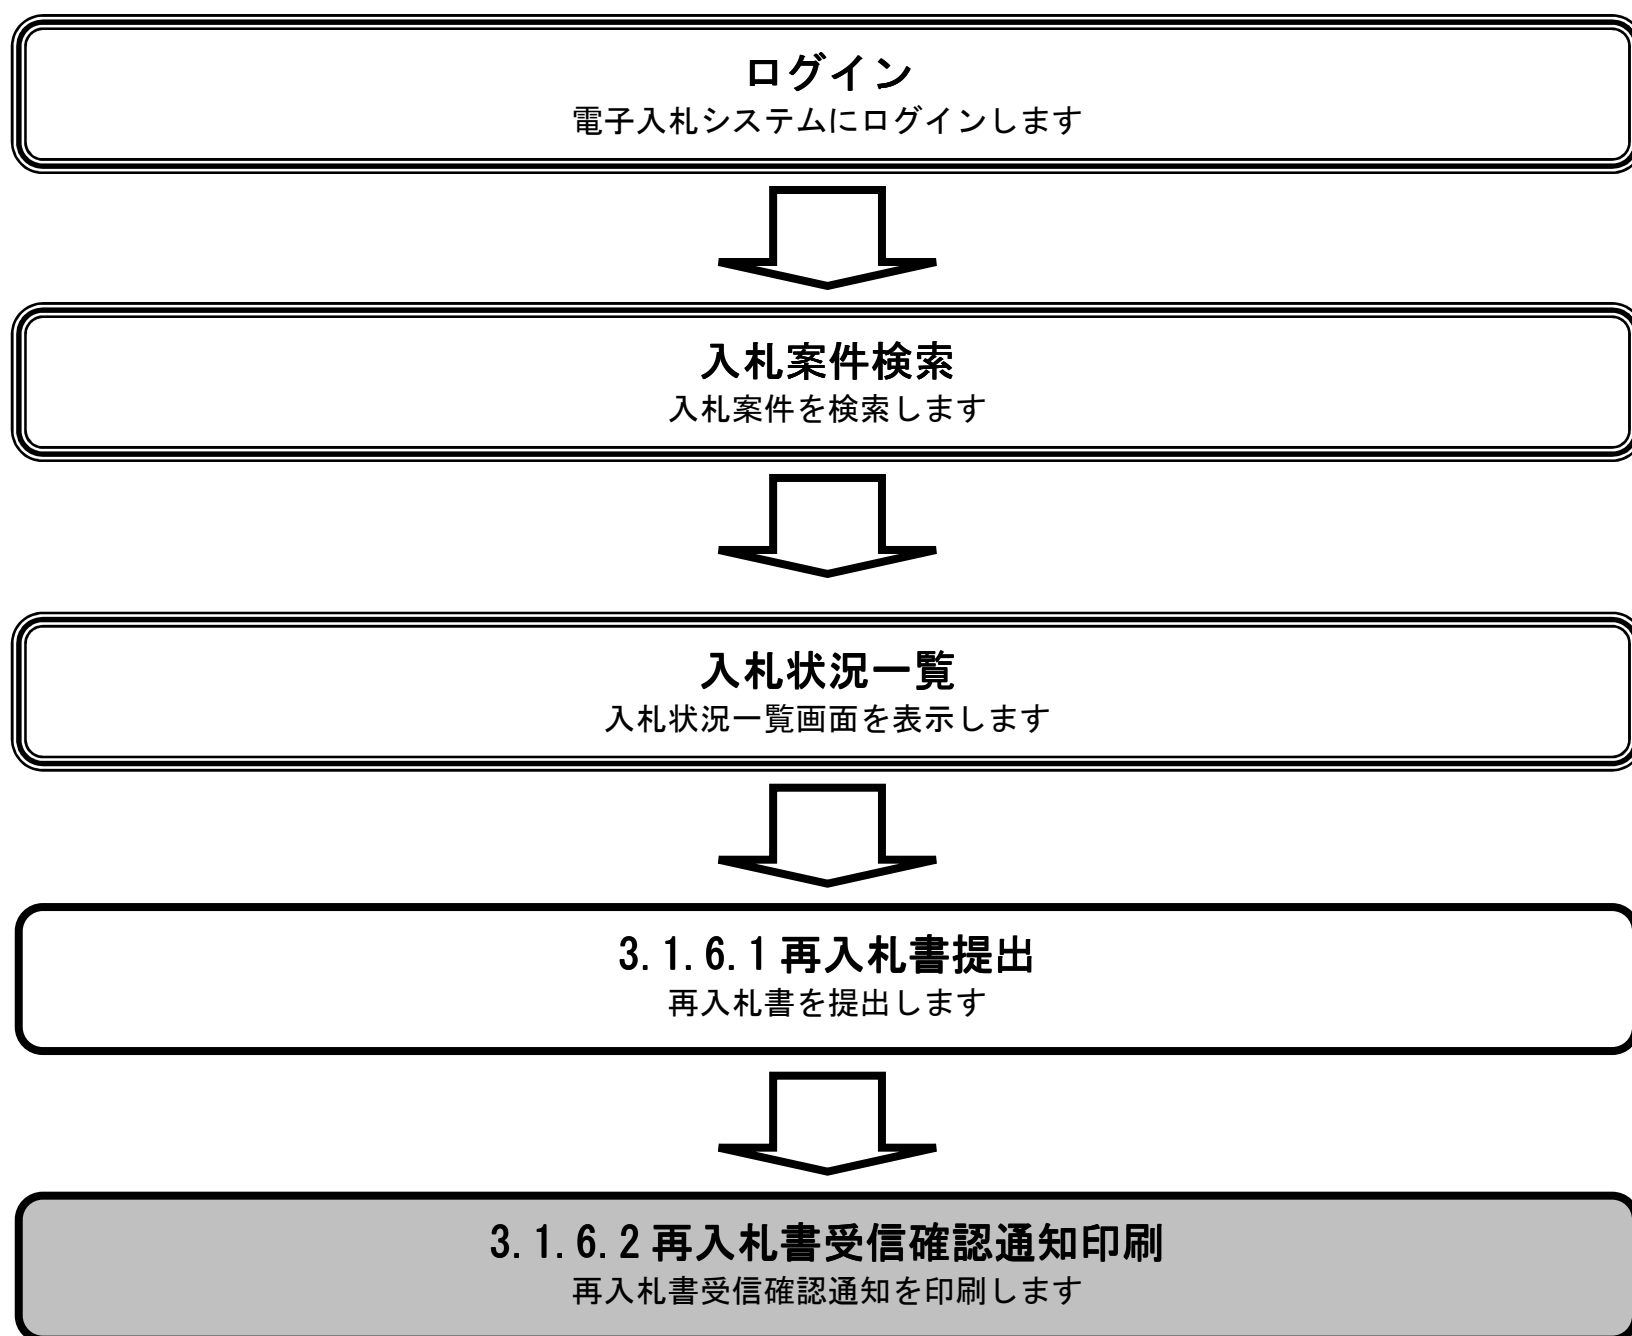 ログイン
電子入札システムにログインします
入札案件検索
入札案件を検索します
入札状況一覧
入札状況一覧画面を表示します
3.1.6.1 再入札書提出
再入札書を提出します
3.1.6.2 再入札書受信確認通知印刷
再入札書受信確認通知を印刷します